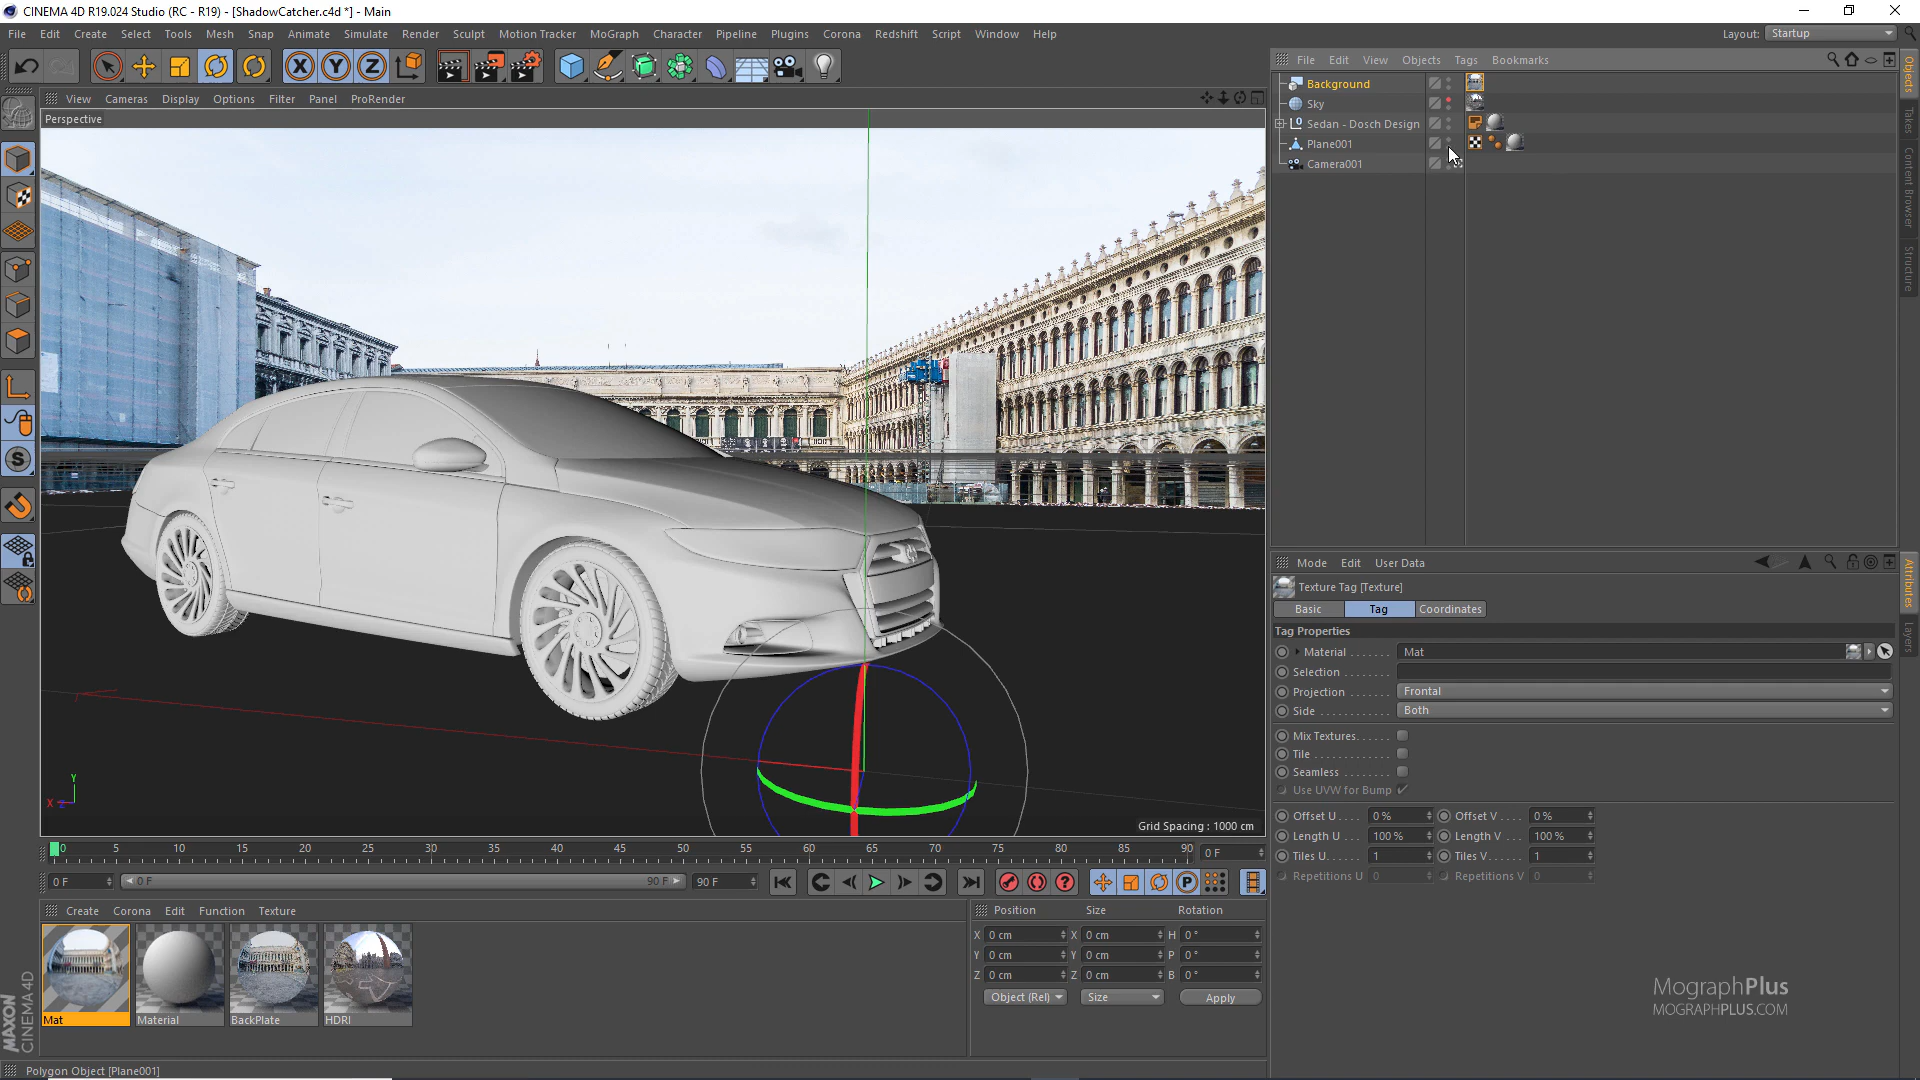 CINEMA 4D R19.024 Studio (RC - R19) - [ShadowCatcher.c4d *] - Main
File Edit Create Select Tools Mesh Snap Animate Simulate Render Sculpt Motion Tracker MoGraph Character Pipeline Plugins Corona Redshift Script Window Help
Layout: Startup
File Edit View Objects Tags Bookmarks
View Cameras Display Options Filter Panel ProRender
Perspective
Background
Sky
Sedan - Dosch Design
Plane001
Camera001
Objects
Takes
Content Browser
Structure
Mode Edit User Data
Texture Tag [Texture]
Basic Tag Coordinates
Tag Properties
Material ....... Mat
Selection .......
Projection ....... Frontal
Side ............ Both
Mix Textures......
Tile ..............
Seamless ........
Use UVW for Bump
Offset U .... 0 % Offset V .... 0 %
Length U ... 100 % Length V ... 100 %
Tiles U...... 1 Tiles V...... 1
Repetitions U 0 Repetitions V 0
Attributes
Layers
X Y Z
S
Y
X Z
Grid Spacing : 1000 cm
0 5 10 15 20 25 30 35 40 45 50 55 60 65 70 75 80 85 90
0 F
0 F 0 F 90 F 90 F
P
Create Corona Edit Function Texture
Mat
Material
BackPlate
HDRI
Position Size Rotation
X 0 cm X 0 cm H 0 °
Y 0 cm Y 0 cm P 0 °
Z 0 cm Z 0 cm B 0 °
Object (Rel) Size Apply
MAXON
CINEMA 4D
MographPlus
MOGRAPHPLUS.COM
Polygon Object [Plane001]